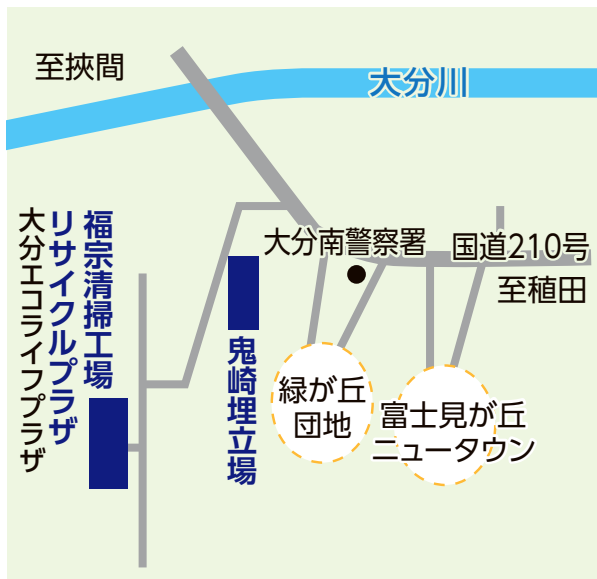 至挾間
大分川
大分南警察署
国道210号
至稙田
福宗清掃工場
リサイクルプラザ
大分エコライフプラザ
鬼崎埋立場
緑が丘
団地
富士見が丘
ニュータウン